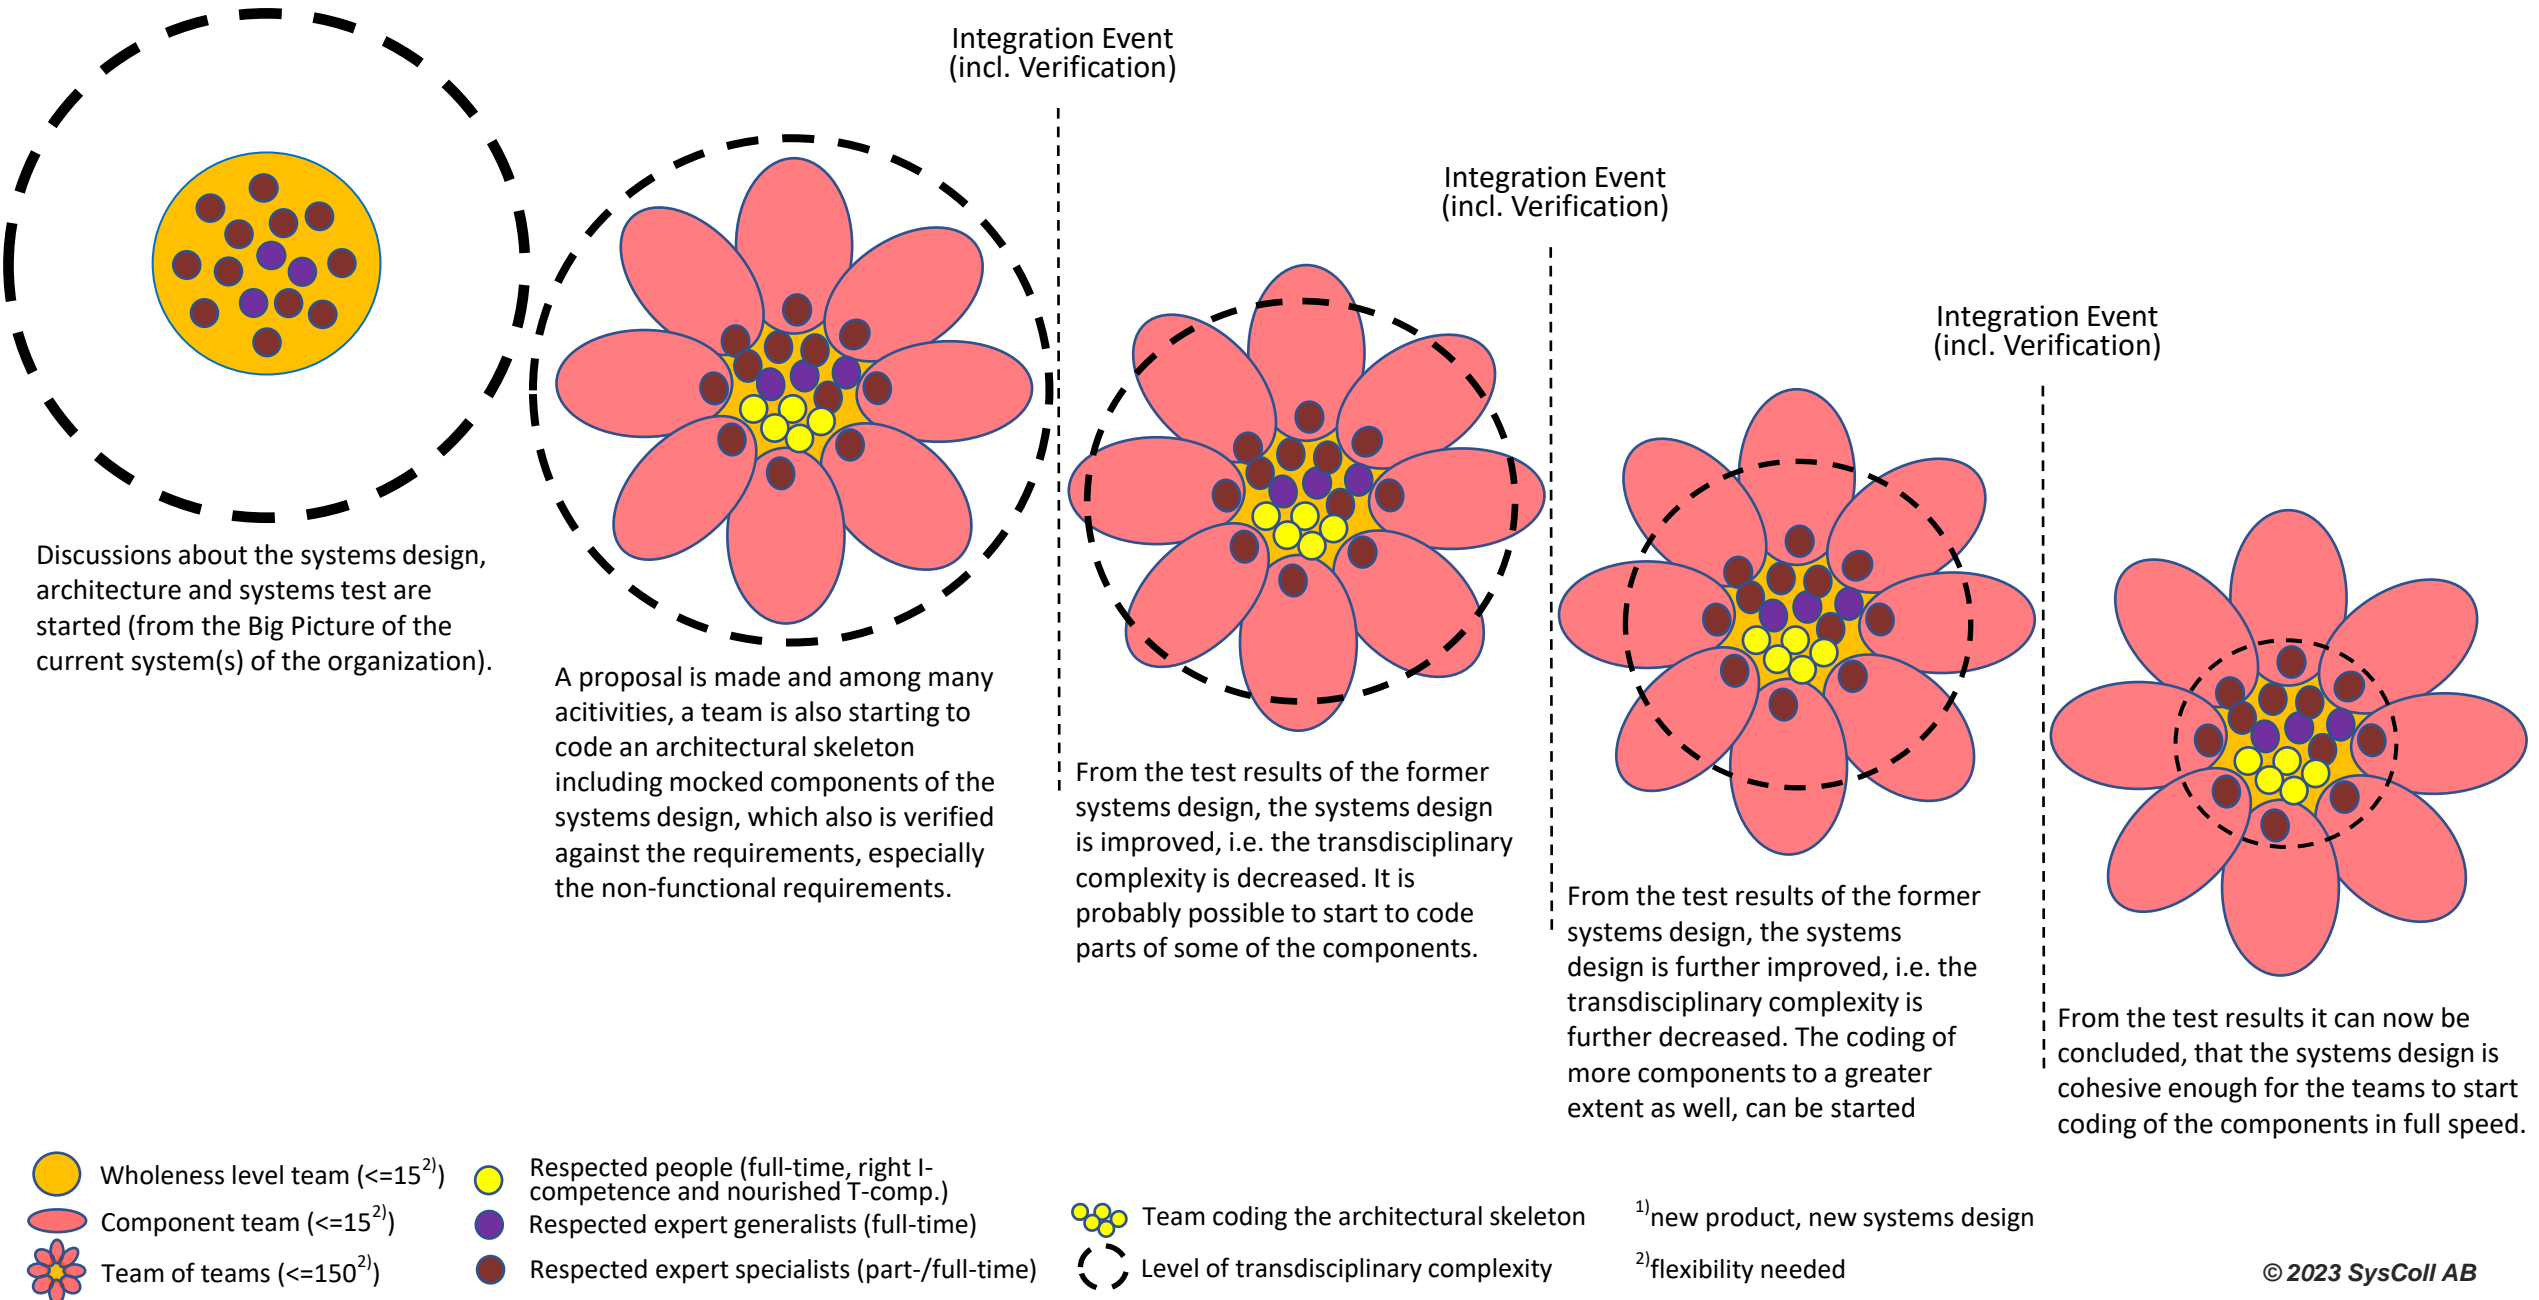 Integration Event
(incl. Verification)
Integration Event
(incl. Verification)
Integration Event
(incl. Verification)
Discussions about the systems design,
architecture and systems test are
started (from the Big Picture of the
current system(s) of the organization).
A proposal is made and among many
acitivities, a team is also starting to
code an architectural skeleton
including mocked components of the
systems design, which also is verified
against the requirements, especially
the non-functional requirements.
From the test results of the former
systems design, the systems design
is improved, i.e. the transdisciplinary
complexity is decreased. It is
probably possible to start to code
parts of some of the components.
From the test results of the former
systems design, the systems
design is further improved, i.e. the
transdisciplinary complexity is
further decreased. The coding of
more components to a greater
extent as well, can be started
From the test results it can now be
concluded, that the systems design is
cohesive enough for the teams to start
coding of the components in full speed.
Wholeness level team (<=15²⁾)
Component team (<=15²⁾)
Team of teams (<=150²⁾)
Respected people (full-time, right I-
competence and nourished T-comp.)
Respected expert generalists (full-time)
Respected expert specialists (part-/full-time)
Team coding the architectural skeleton
Level of transdisciplinary complexity
¹⁾new product, new systems design
²⁾flexibility needed
© 2023 SysColl AB